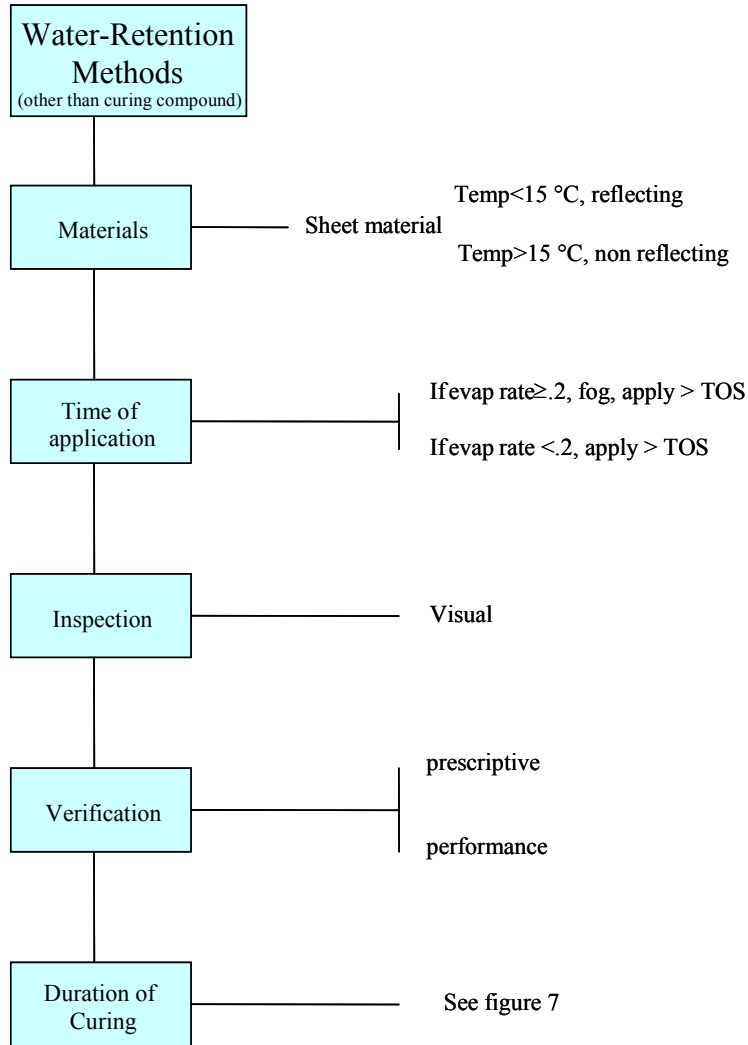 Water-Retention
Methods
(other than curing compound)
Temp<15 °C, reflecting
Materials
Sheet material
Temp>15 °C, non reflecting
If evap rate≥.2, fog, apply > TOS
Time of
application
If evap rate <.2, apply > TOS
Inspection
Visual
prescriptive
Verification
performance
Duration of
Curing
See figure 7